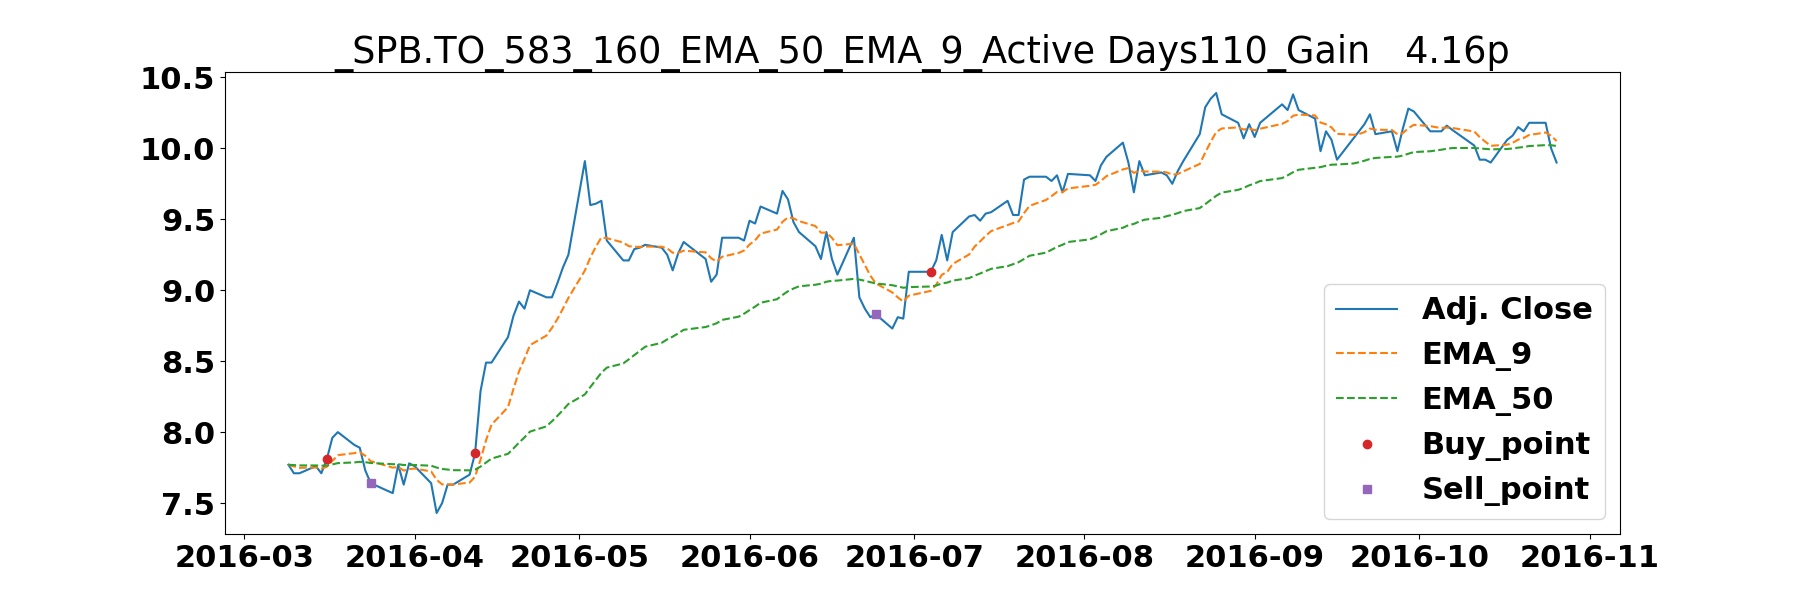 _SPB.TO_583_160_EMA_50_EMA_9_Active Days110_Gain   4.16p
10.5
10.0
9.5
9.0
8.5
8.0
7.5
Adj. Close
EMA_9
EMA_50
Buy_point
Sell_point
2016-03 2016-04 2016-05 2016-06 2016-07 2016-08 2016-09 2016-10 2016-11